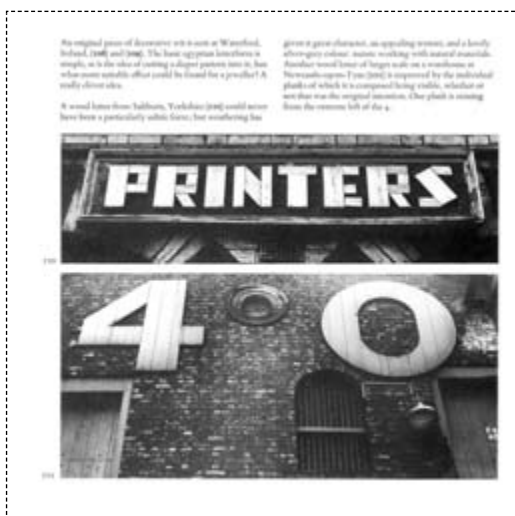 An original piece of decorative wit is seen at Waterford,
Ireland, and The basic egyptian letterform is
simple, as is the idea of cutting a diaper pattern into it, but
what more suitable effect could be found for a jeweller? A
really clever idea.
A wood letter from Saltburn, Yorkshire could never
have been a particularly subtle form; but weathering has
given it great character, an appealing texture, and a lovely
silver-grey colour: nature working with natural materials.
Another wood letter of larger scale on a warehouse in
Newcastle-upon-Tyne is improved by the individual
planks of which it is composed being visible, whether or
not that was the original intention. One plank is missing
from the extreme left of the 4.
PRINTERS
4 0